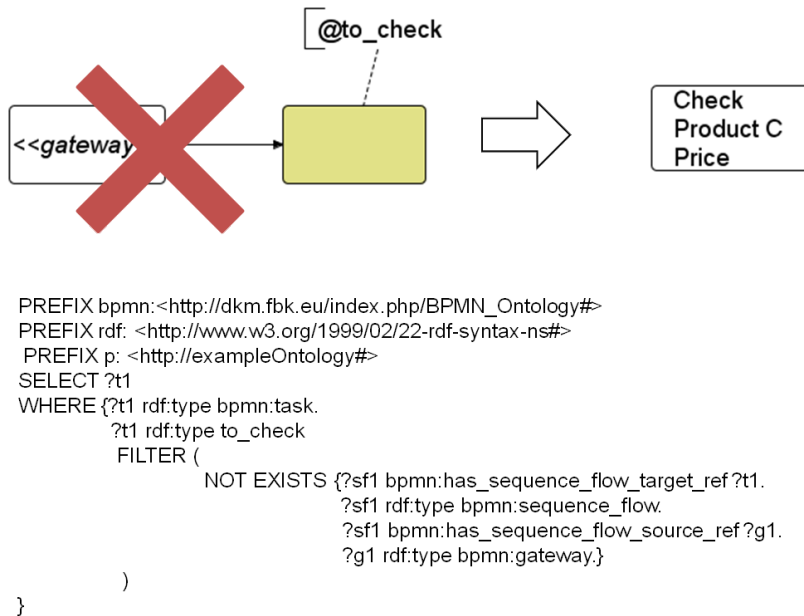 @to_check
<<gateway
Check
Product C
Price
PREFIX bpmn:<http://dkm.fbk.eu/index.php/BPMN_Ontology#>
PREFIX rdf: <http://www.w3.org/1999/02/22-rdf-syntax-ns#>
PREFIX p: <http://exampleOntology#>
SELECT ?t1
WHERE {?t1 rdf:type bpmn:task.
?t1 rdf:type to_check
FILTER (
NOT EXISTS {?sf1 bpmn:has_sequence_flow_target_ref ?t1.
?sf1 rdf:type bpmn:sequence_flow.
?sf1 bpmn:has_sequence_flow_source_ref ?g1.
?g1 rdf:type bpmn:gateway.}
)
}